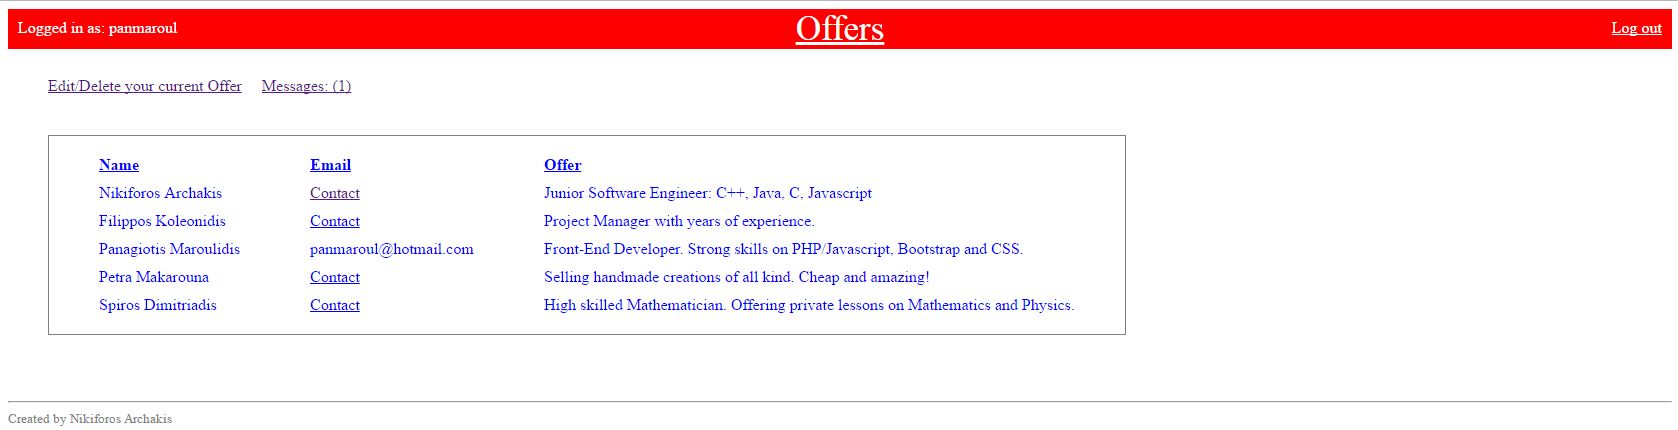 Logged in as: panmaroul Offers Log out
Edit/Delete your current Offer Messages: (1)
Name Email Offer
Nikiforos Archakis Contact Junior Software Engineer: C++, Java, C, Javascript
Filippos Koleonidis Contact Project Manager with years of experience.
Panagiotis Maroulidis panmaroul@hotmail.com Front-End Developer. Strong skills on PHP/Javascript, Bootstrap and CSS.
Petra Makarouna Contact Selling handmade creations of all kind. Cheap and amazing!
Spiros Dimitriadis Contact High skilled Mathematician. Offering private lessons on Mathematics and Physics.
Created by Nikiforos Archakis